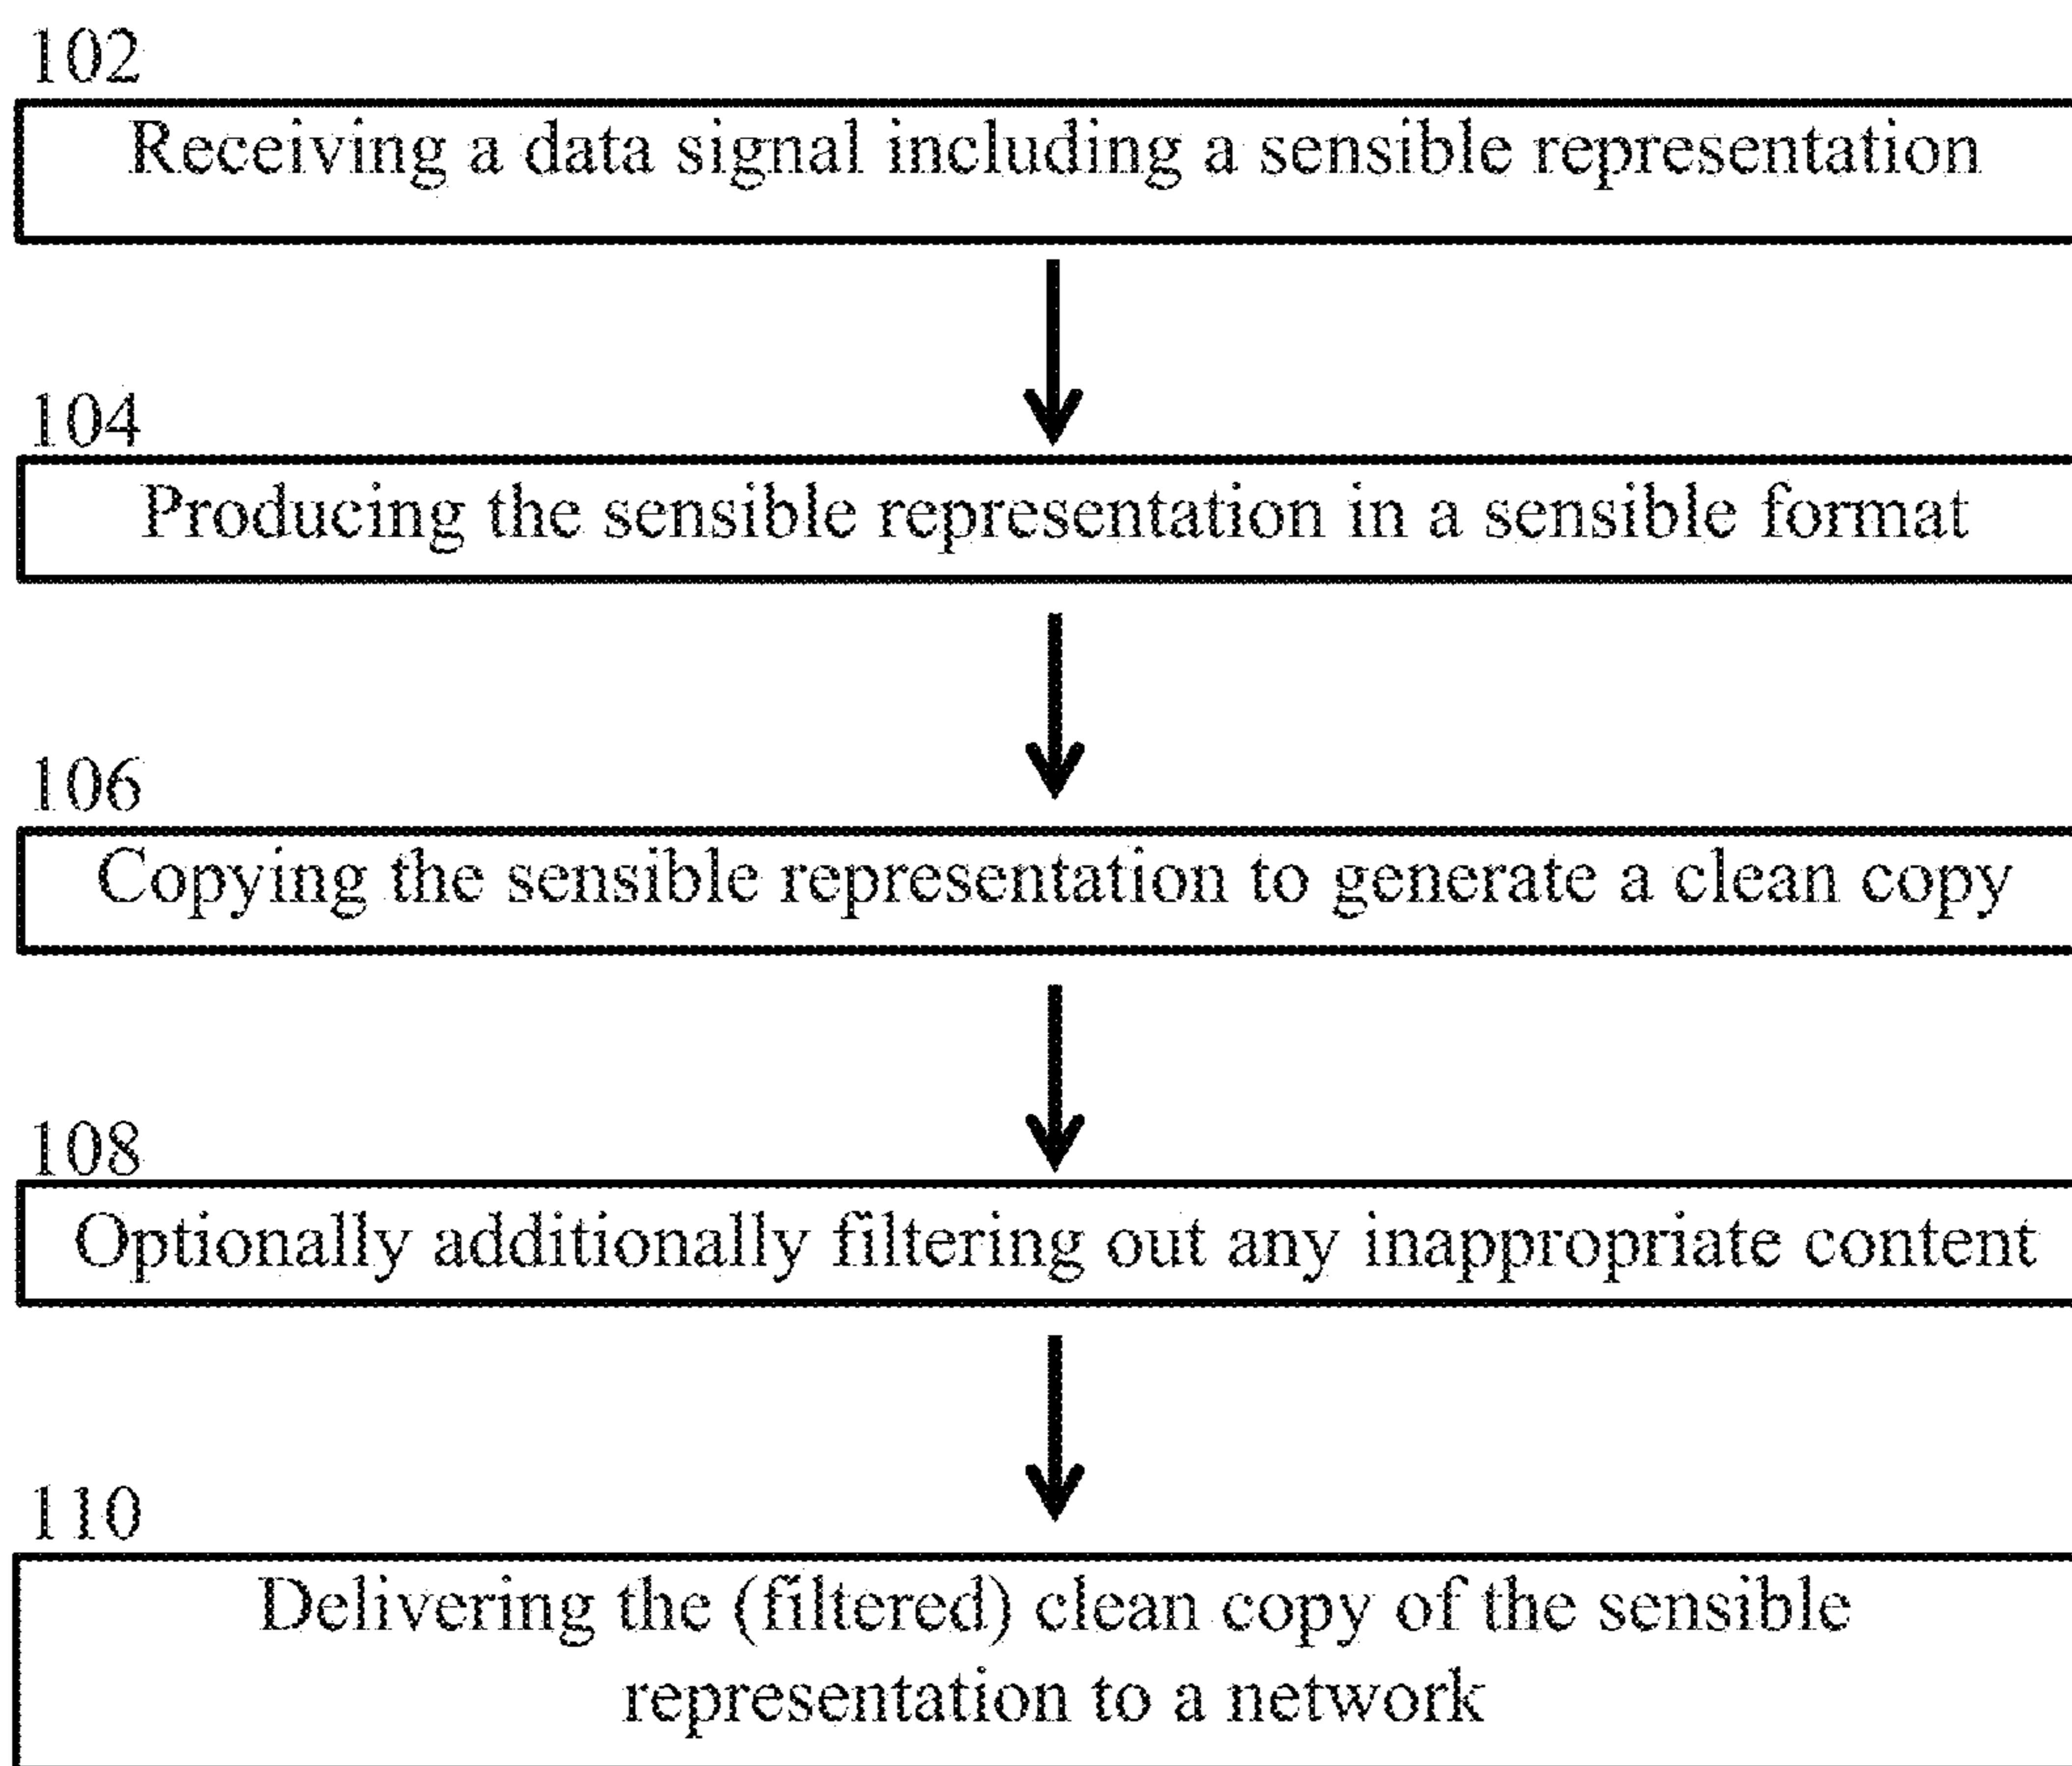 102
Receiving a data signal including a sensible representation
104
Producing the sensible representation in a sensible format
106
Copying the sensible representation to generate a clean copy
108
Optionally additionally filtering out any inappropriate content
110
Delivering the (filtered) clean copy of the sensible
representation to a network